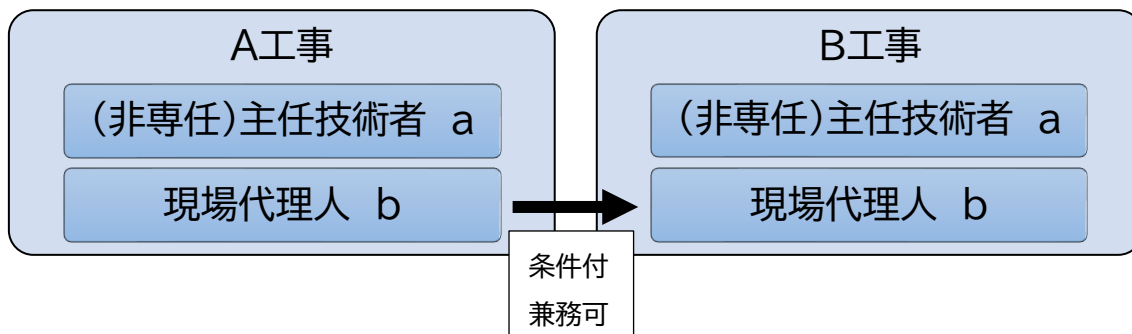 A工事
(非専任)主任技術者 a
現場代理人 b
B工事
(非専任)主任技術者 a
現場代理人 b
条件付
兼務可